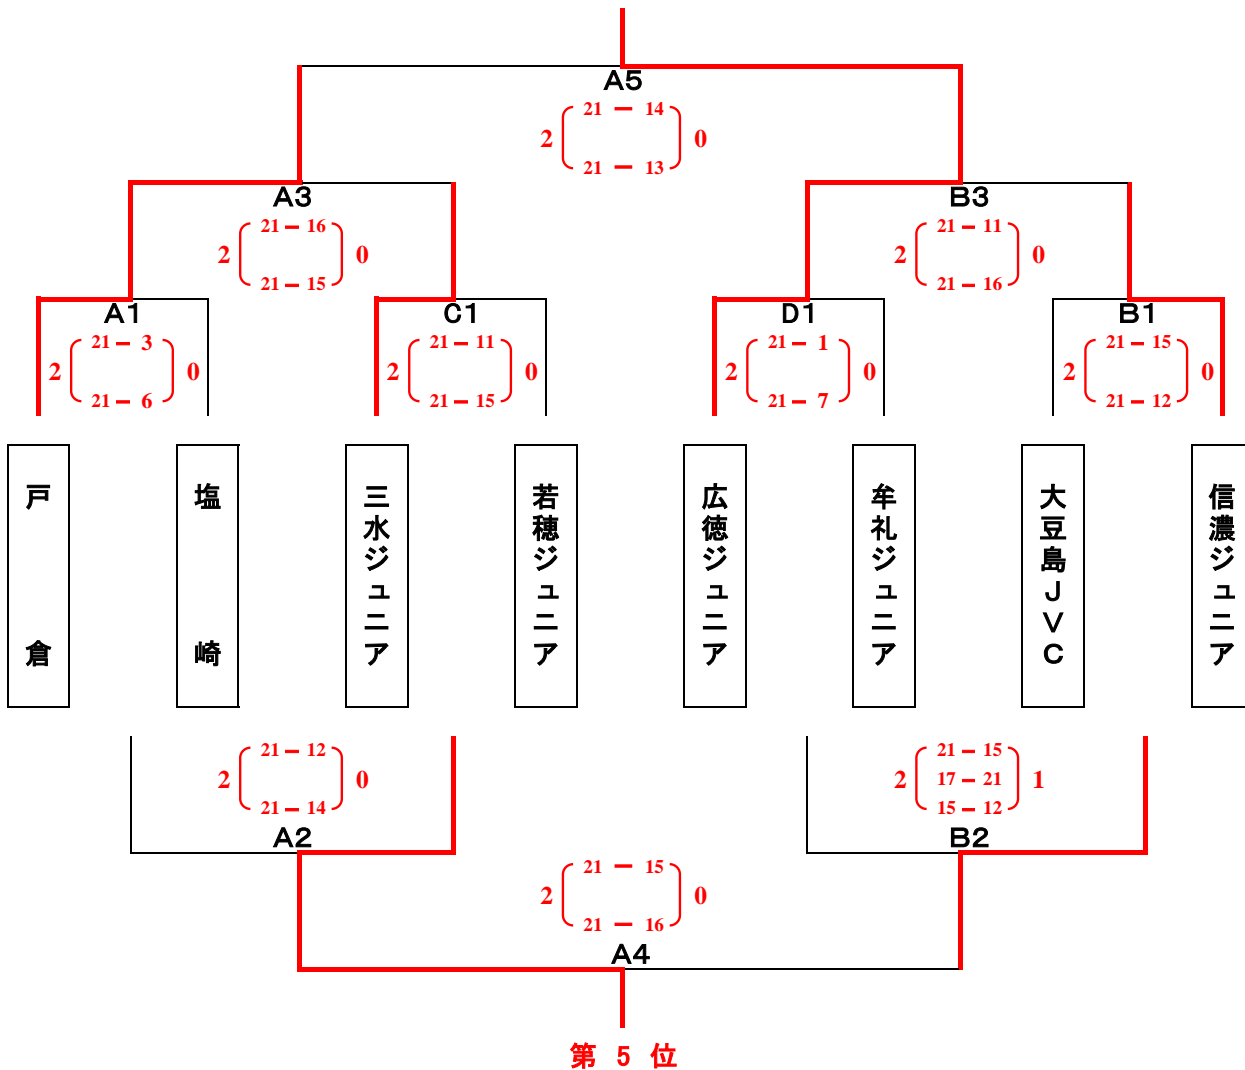 A5
21 — 14
2 0
21 — 13
A3 B3
21 — 16 21 — 11
2 0 2 0
21 — 15 21 — 16
A1 C1 D1 B1
21 — 3 21 — 11 21 — 1 21 — 15
2 0 2 0 2 0 2 0
21 — 6 21 — 15 21 — 7 21 — 12
戸倉
塩崎
三水ジュニア
若穂ジュニア
広徳ジュニア
牟礼ジュニア
大豆島JVC
信濃ジュニア
21 — 12 21 — 15
2 0 2 17 — 21 1
21 — 14 15 — 12
A2 B2
21 — 15
2 0
21 — 16
A4
第 5 位